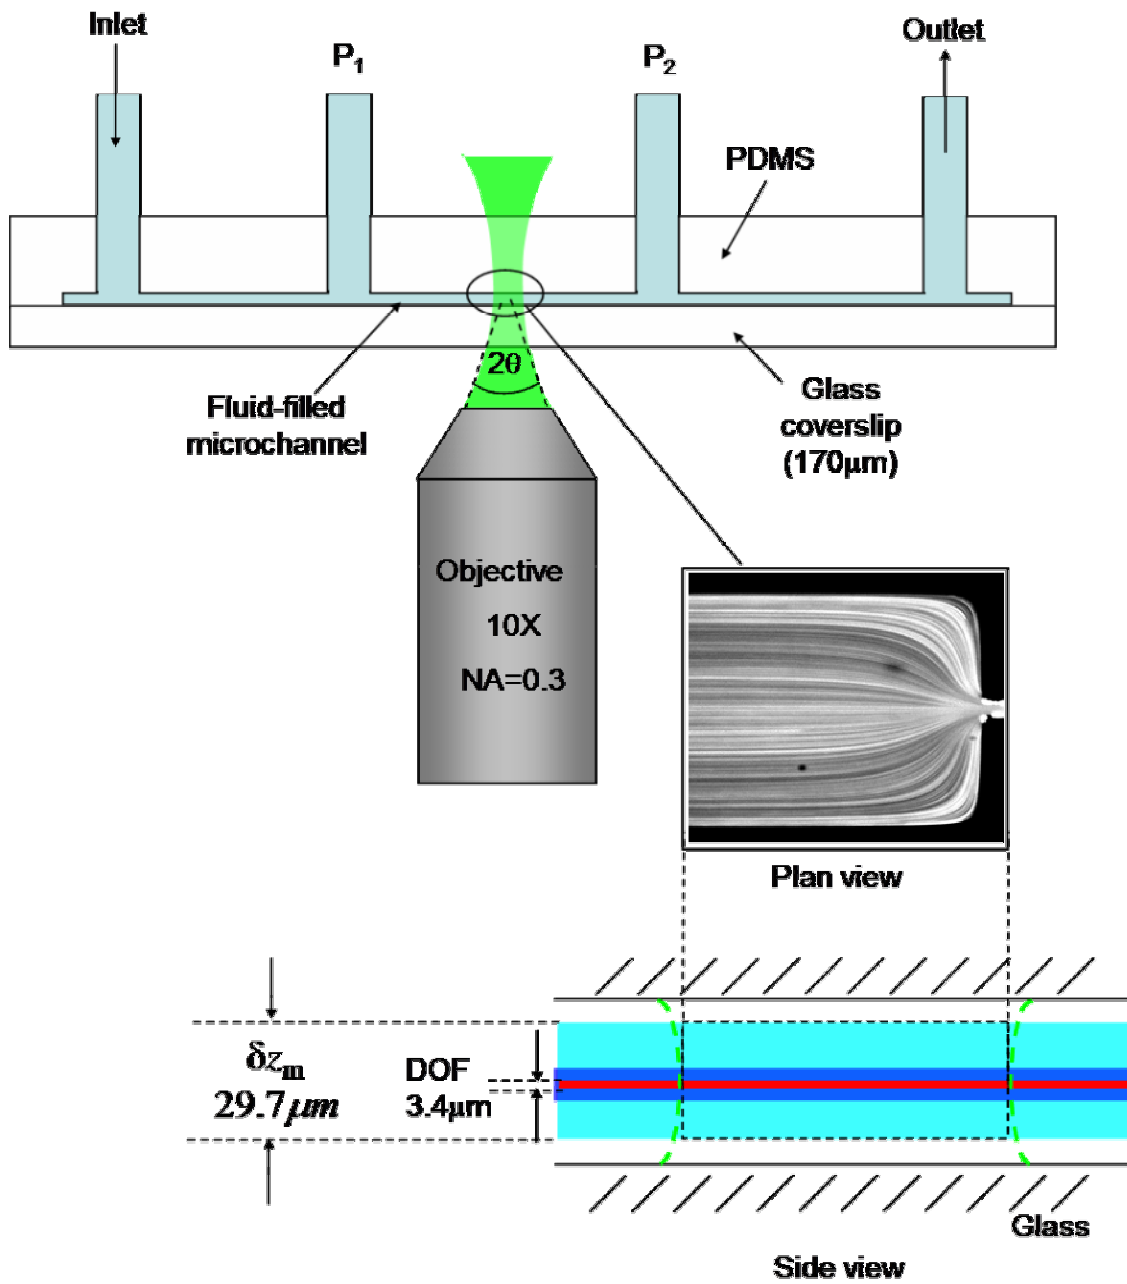 Inlet
P1
P2
Outlet
PDMS
2θ
Fluid-filled
microchannel
Glass
coverslip
(170μm)
Objective
10X
NA=0.3
Plan view
δzm
29.7μm
DOF
3.4μm
Glass
Side view